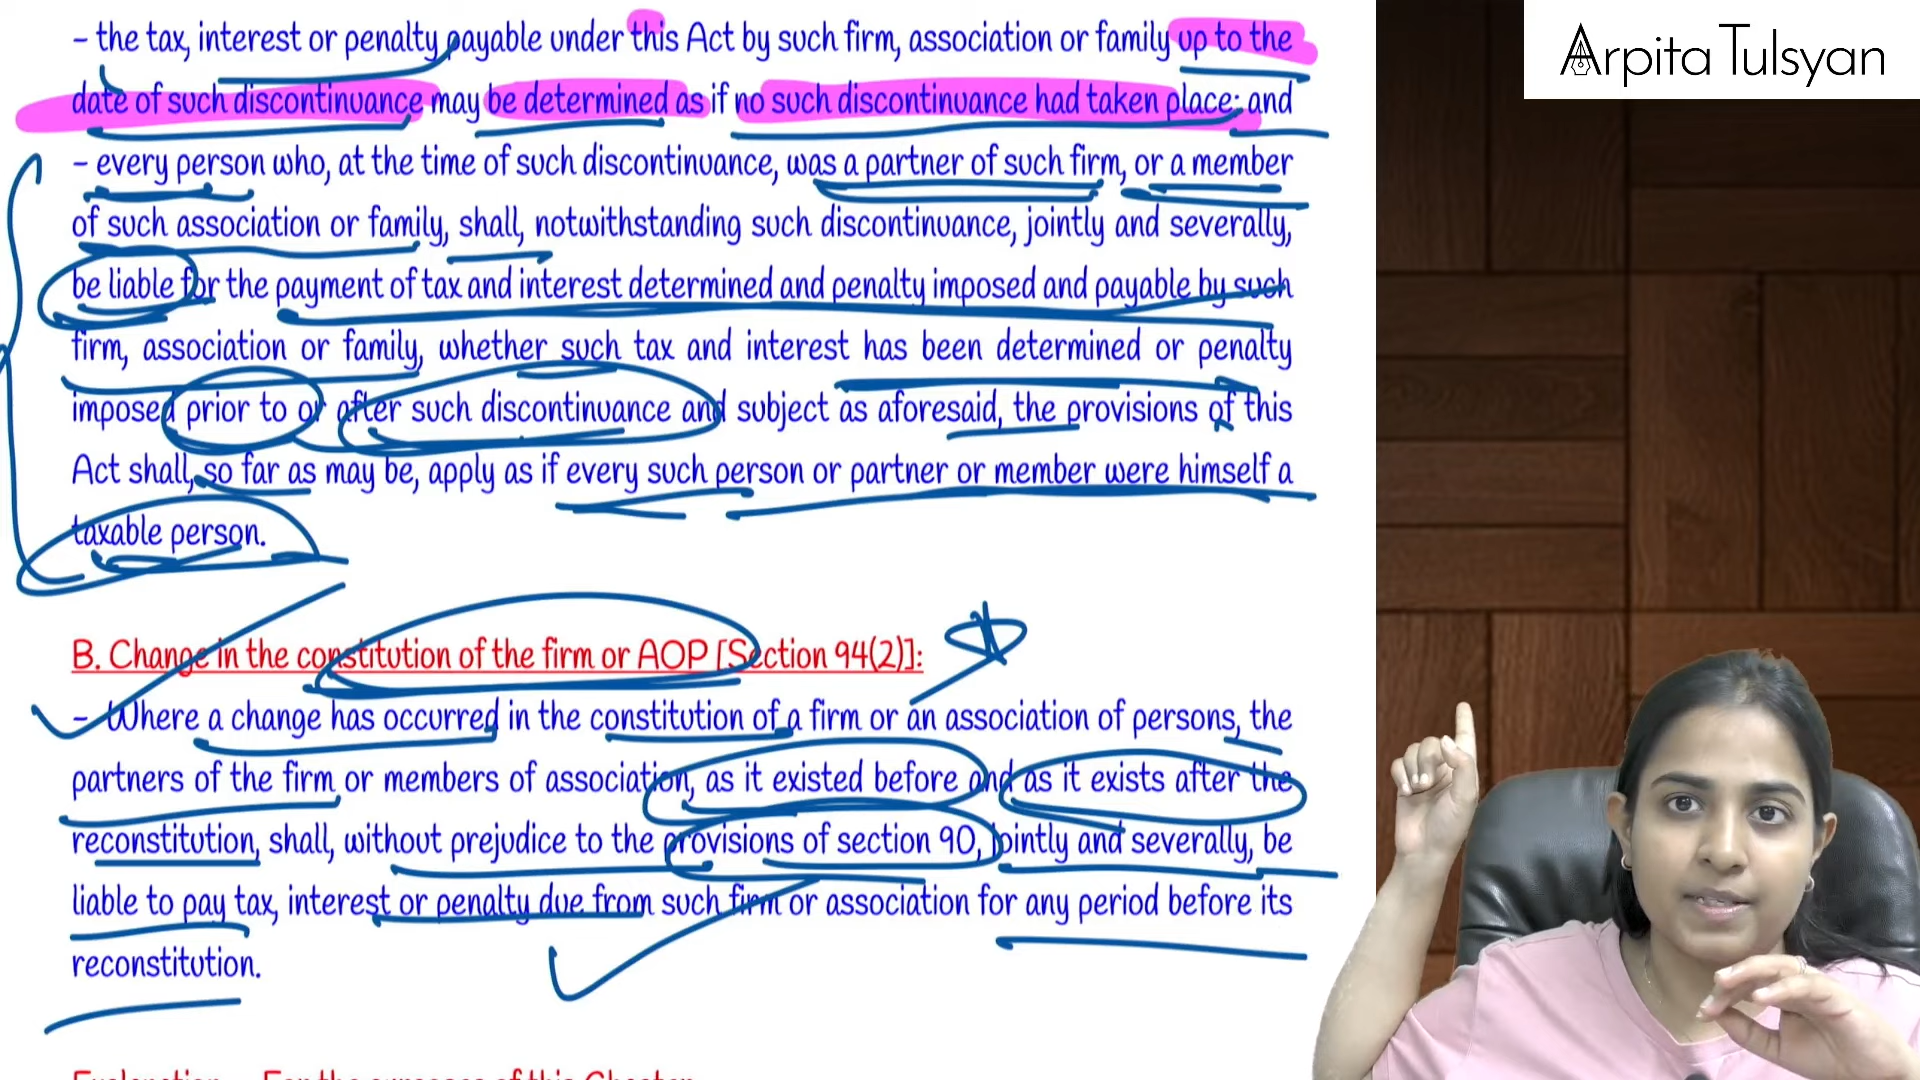 – the tax, interest or penalty payable under this Act by such firm, association or family up to the
date of such discontinuance may be determined as if no such discontinuance had taken place; and
– every person who, at the time of such discontinuance, was a partner of such firm, or a member
of such association or family, shall, notwithstanding such discontinuance, jointly and severally,
be liable for the payment of tax and interest determined and penalty imposed and payable by such
firm, association or family, whether such tax and interest has been determined or penalty
imposed prior to or after such discontinuance and subject as aforesaid, the provisions of this
Act shall, so far as may be, apply as if every such person or partner or member were himself a
taxable person.
B. Change in the constitution of the firm or AOP [Section 94(2)]:
– Where a change has occurred in the constitution of a firm or an association of persons, the
partners of the firm or members of association, as it existed before and as it exists after the
reconstitution, shall, without prejudice to the provisions of section 90, jointly and severally, be
liable to pay tax, interest or penalty due from such firm or association for any period before its
reconstitution.
Explanation – For the purposes of this Chapter
Arpita Tulsyan